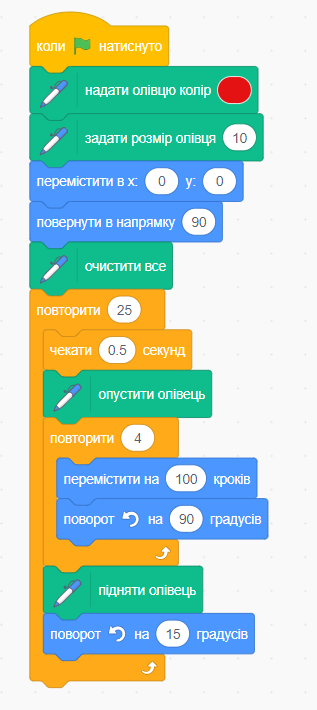 коли натиснуто
надати олівцю колір
задати розмір олівця 10
перемістити в x: 0 y: 0
повернути в напрямку 90
очистити все
повторити 25
чекати 0.5 секунд
опустити олівець
повторити 4
перемістити на 100 кроків
поворот на 90 градусів
підняти олівець
поворот на 15 градусів